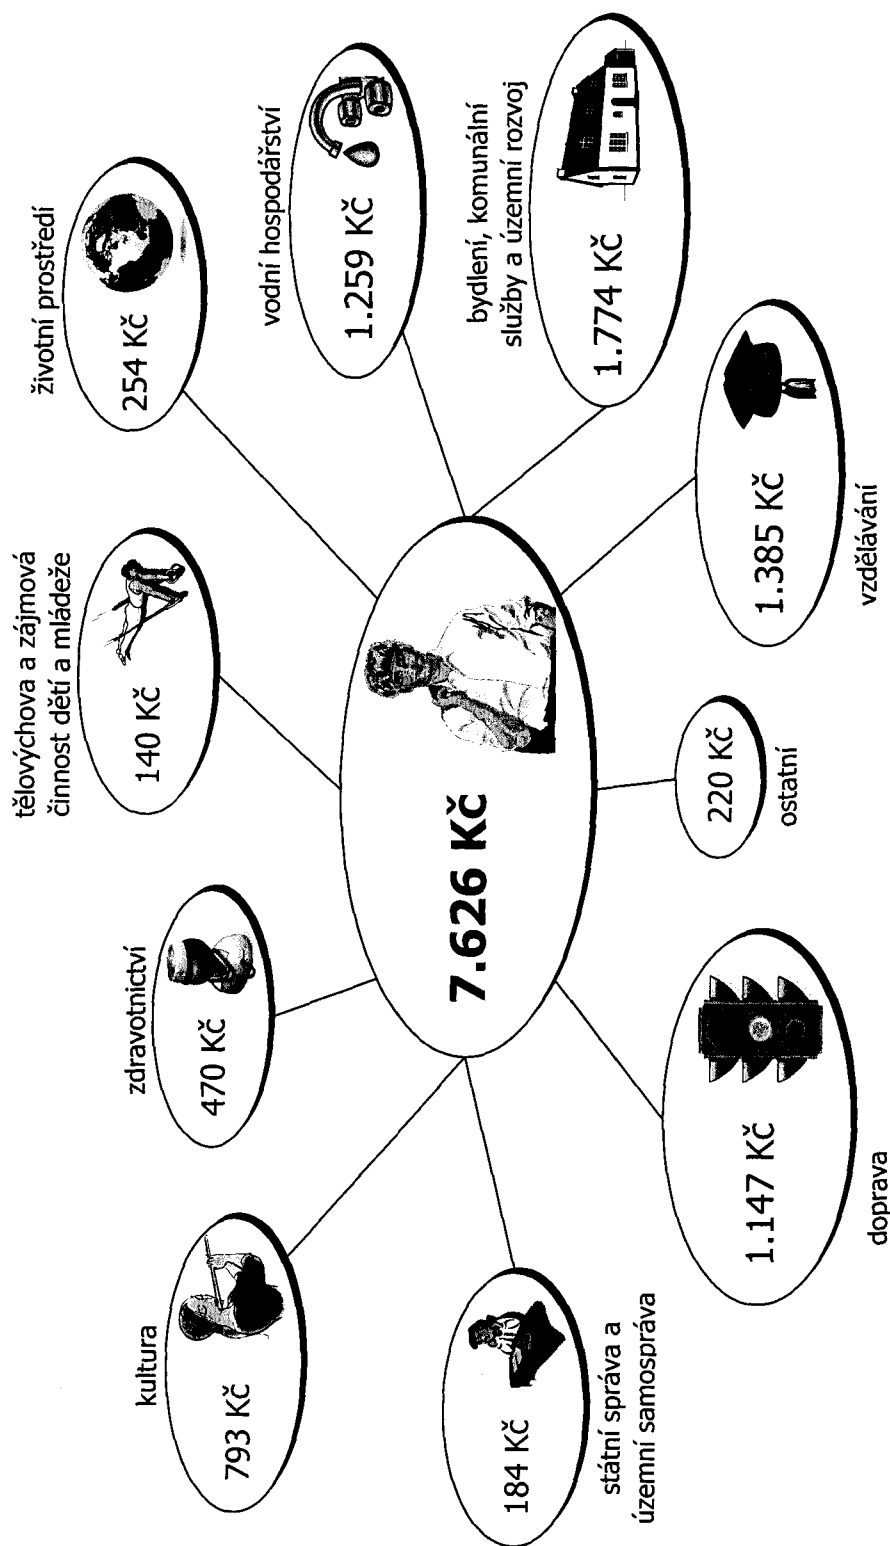 kultura
793 Kč
zdravotnictví
470 Kč
tělovýchova a zájmová
činnost dětí a mládeže
140 Kč
životní prostředí
254 Kč
vodní hospodářství
1.259 Kč
7.626 Kč
státní správa a
územní samospráva
184 Kč
bydlení, komunální
služby a územní rozvoj
1.774 Kč
doprava
1.147 Kč
ostatní
220 Kč
vzdělávání
1.385 Kč